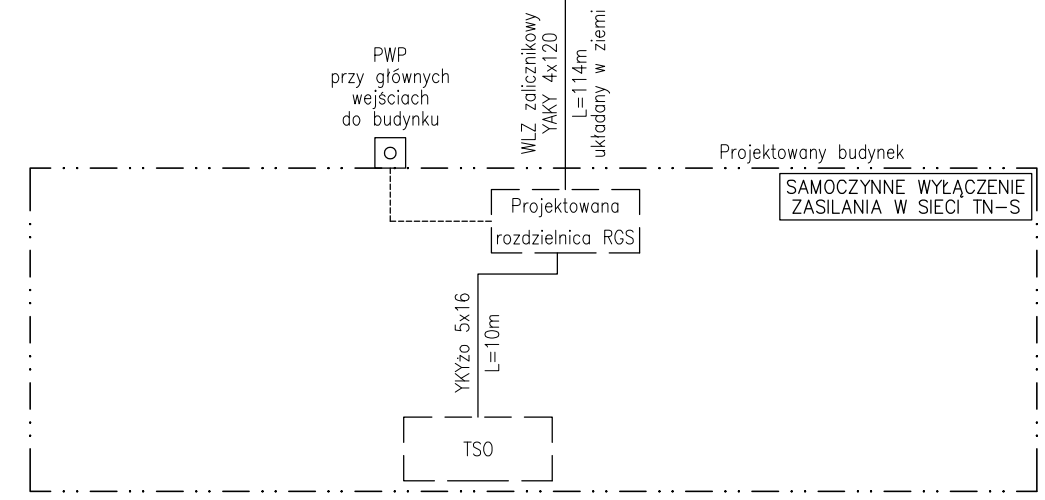 PWP
przy głównych
wejściach
do budynku
WLZ zalicznikowy
YAKY 4x120
L=114m
układany w ziemi
Projektowany budynek
SAMOCZYNNE WYŁĄCZENIE
ZASILANIA W SIECI TN-S
Projektowana
rozdzielnica RGS
YKYżo 5x16
L=10m
TSO